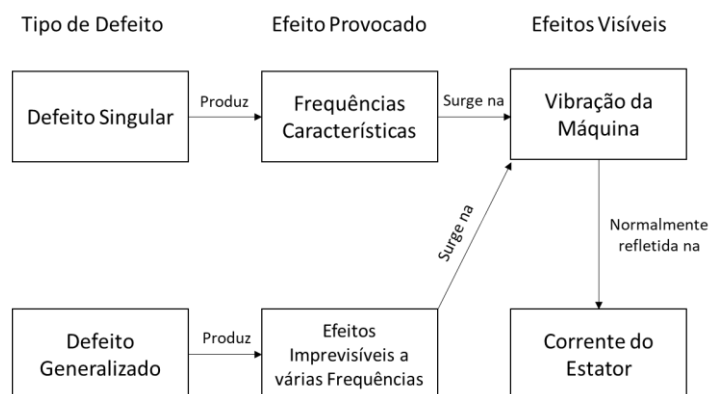 Tipo de Defeito
Efeito Provocado
Efeitos Visíveis
Defeito Singular
Produz
Frequências
Características
Surge na
Vibração da
Máquina
Surge na
Normalmente
refletida na
Defeito
Generalizado
Produz
Efeitos
Imprevisíveis a
várias Frequências
Corrente do
Estator